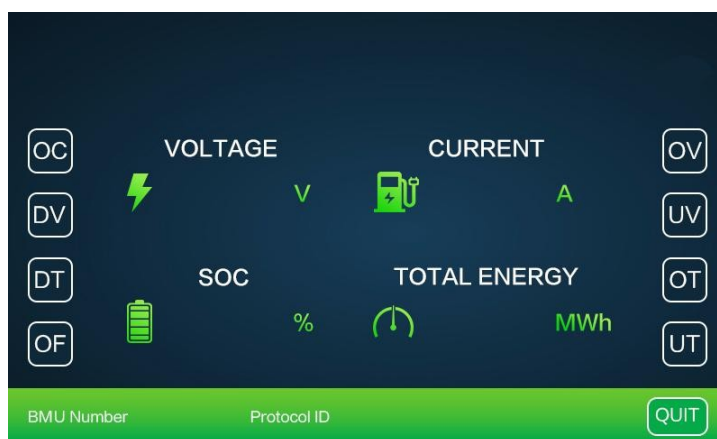 OC
VOLTAGE
CURRENT
OV
V
A
DV
UV
DT
SOC
TOTAL ENERGY
OT
%
MWh
OF
UT
BMU Number
Protocol ID
QUIT